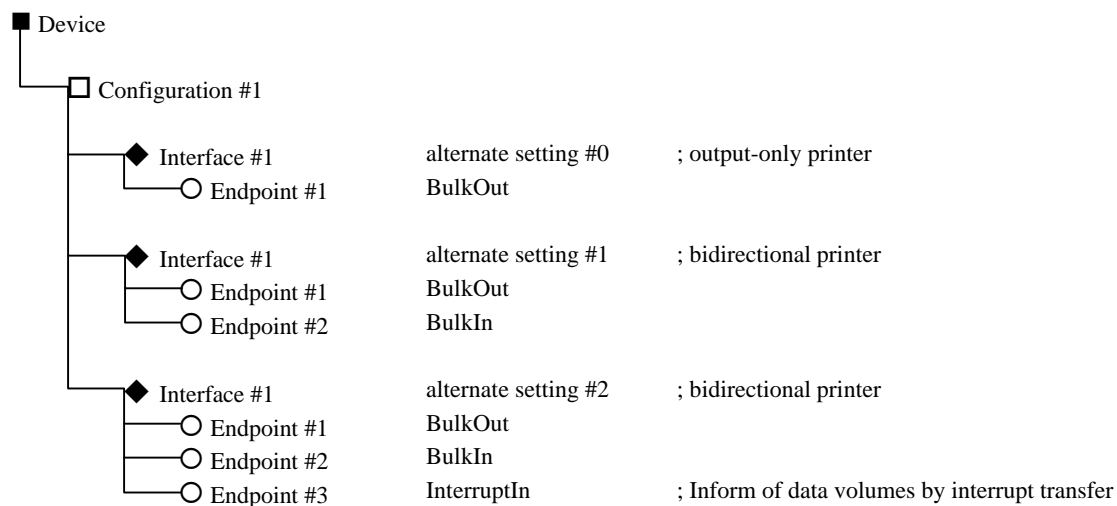 Device
Configuration #1
Interface #1 alternate setting #0 ; output-only printer
Endpoint #1 BulkOut
Interface #1 alternate setting #1 ; bidirectional printer
Endpoint #1 BulkOut
Endpoint #2 BulkIn
Interface #1 alternate setting #2 ; bidirectional printer
Endpoint #1 BulkOut
Endpoint #2 BulkIn
Endpoint #3 InterruptIn ; Inform of data volumes by interrupt transfer